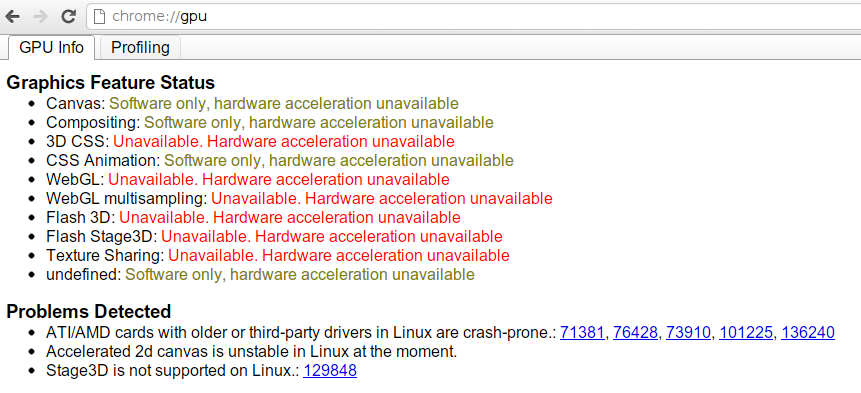 chrome://gpu
GPU Info Profiling
Graphics Feature Status
Canvas: Software only, hardware acceleration unavailable
Compositing: Software only, hardware acceleration unavailable
3D CSS: Unavailable. Hardware acceleration unavailable
CSS Animation: Software only, hardware acceleration unavailable
WebGL: Unavailable. Hardware acceleration unavailable
WebGL multisampling: Unavailable. Hardware acceleration unavailable
Flash 3D: Unavailable. Hardware acceleration unavailable
Flash Stage3D: Unavailable. Hardware acceleration unavailable
Texture Sharing: Unavailable. Hardware acceleration unavailable
undefined: Software only, hardware acceleration unavailable
Problems Detected
ATI/AMD cards with older or third-party drivers in Linux are crash-prone.: 71381, 76428, 73910, 101225, 136240
Accelerated 2d canvas is unstable in Linux at the moment.
Stage3D is not supported on Linux.: 129848